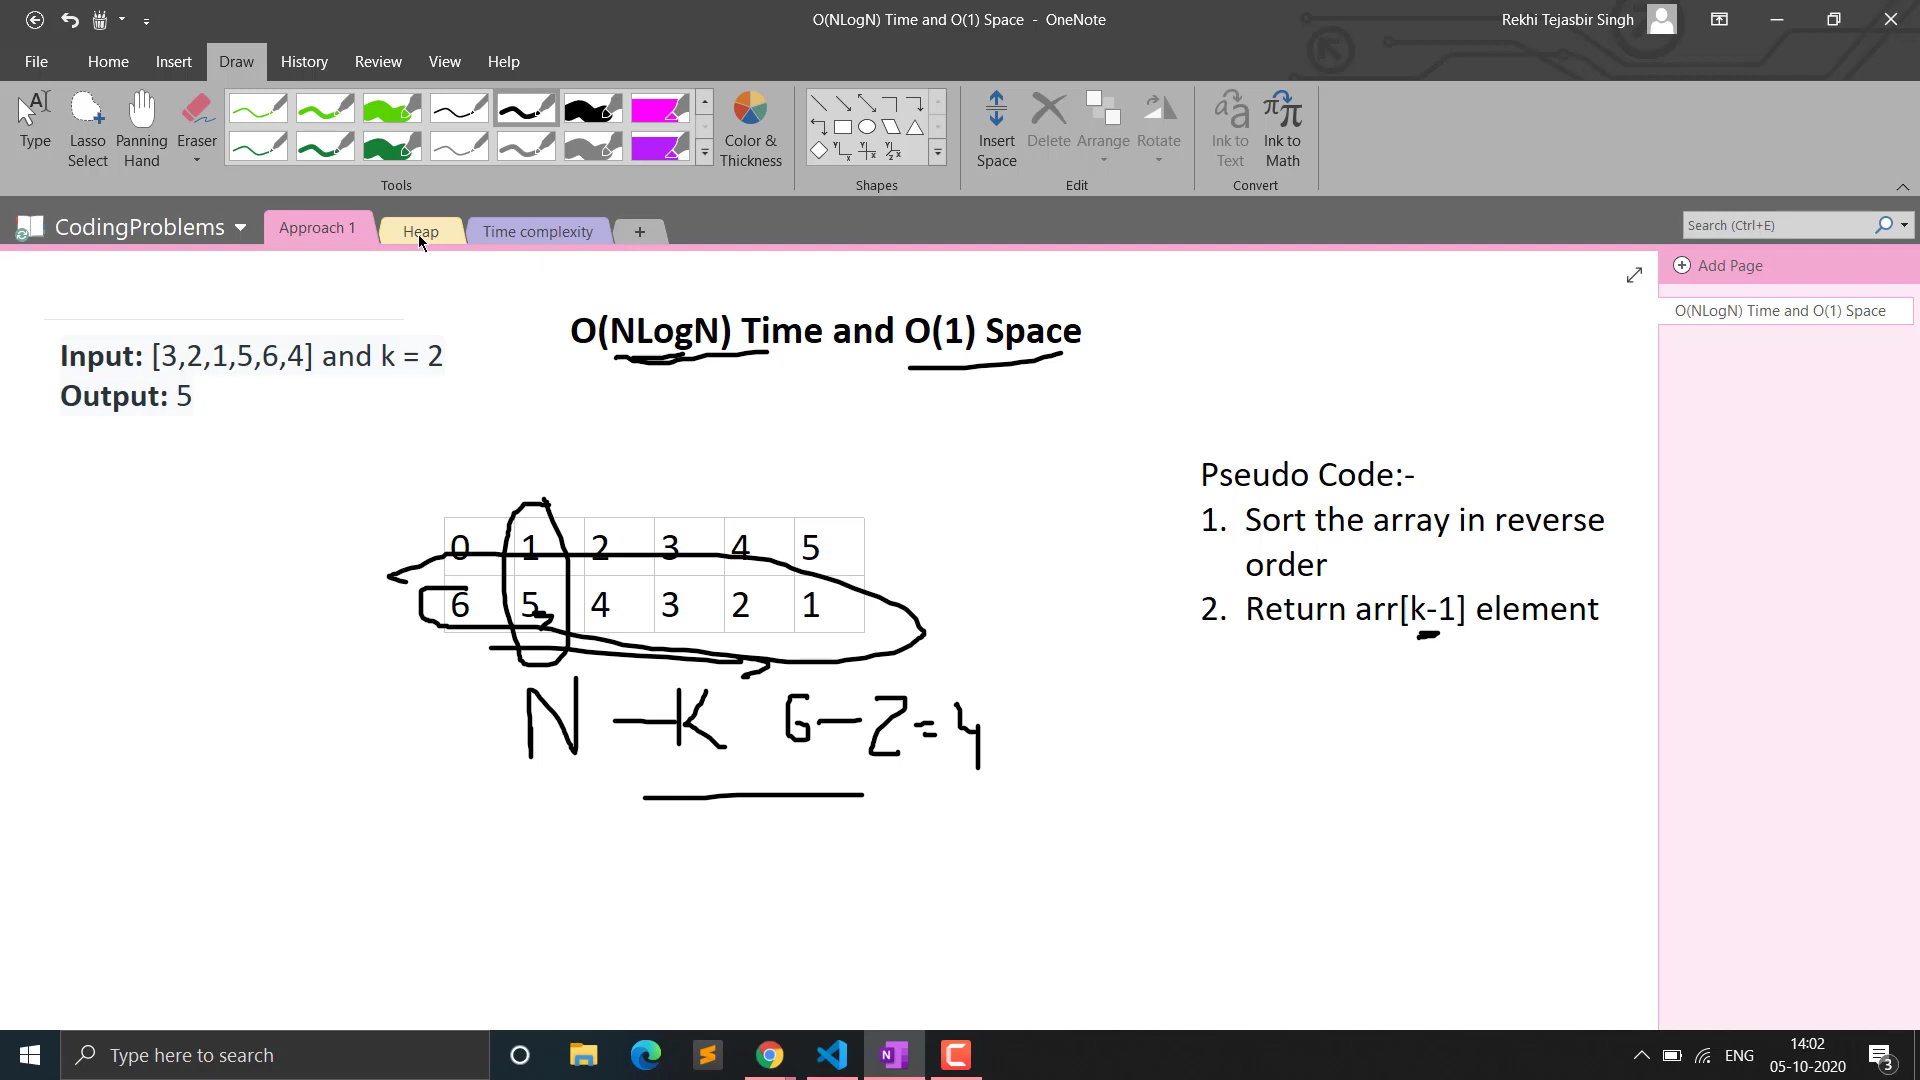 O(NLogN) Time and O(1) Space - OneNote
Rekhi Tejasbir Singh
File Home Insert Draw History Review View Help
Type
Lasso Select
Panning Hand
Eraser
Color & Thickness
Insert Space
Delete
Arrange
Rotate
Ink to Text
Ink to Math
Tools
Shapes
Edit
Convert
CodingProblems
Approach 1
Heap
Time complexity
Search (Ctrl+E)
Add Page
O(NLogN) Time and O(1) Space
O(NLogN) Time and O(1) Space
Input: [3,2,1,5,6,4] and k = 2
Output: 5
Pseudo Code:-
1. Sort the array in reverse
order
2. Return arr[k-1] element
0 1 2 3 4 5
6 5 4 3 2 1
N - K 6 - 2 = 4
Type here to search
ENG
14:02
05-10-2020
3